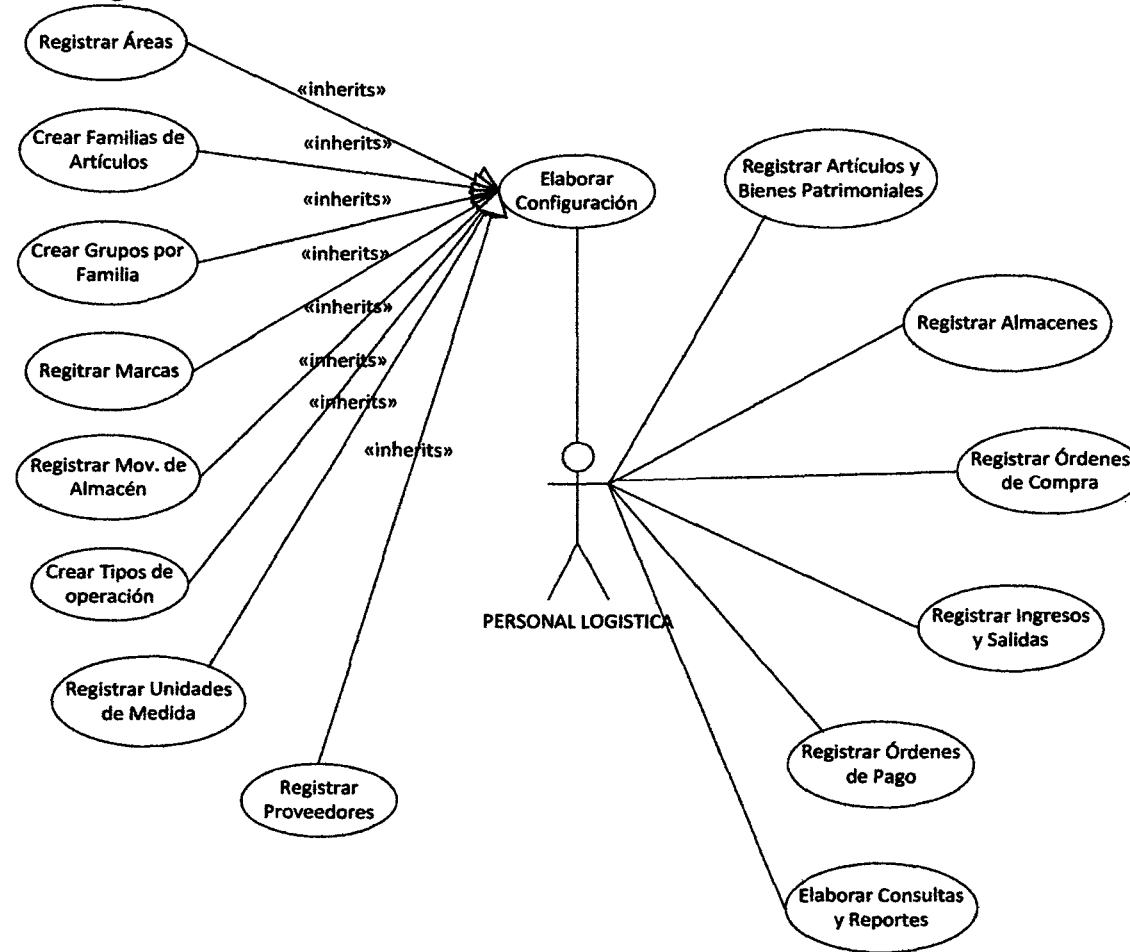 Registrar Áreas
«inherits»
Crear Familias de
Artículos
«inherits»
Crear Grupos por
Familia
«inherits»
Regitrar Marcas
«inherits»
Registrar Mov. de
Almacén
«inherits»
Crear Tipos de
operación
«inherits»
Registrar Unidades
de Medida
«inherits»
Registrar
Proveedores
«inherits»
Elaborar
Configuración
PERSONAL LOGISTICA
Registrar Artículos y
Bienes Patrimoniales
Registrar Almacenes
Registrar Órdenes
de Compra
Registrar Ingresos
y Salidas
Registrar Órdenes
de Pago
Elaborar Consultas
y Reportes